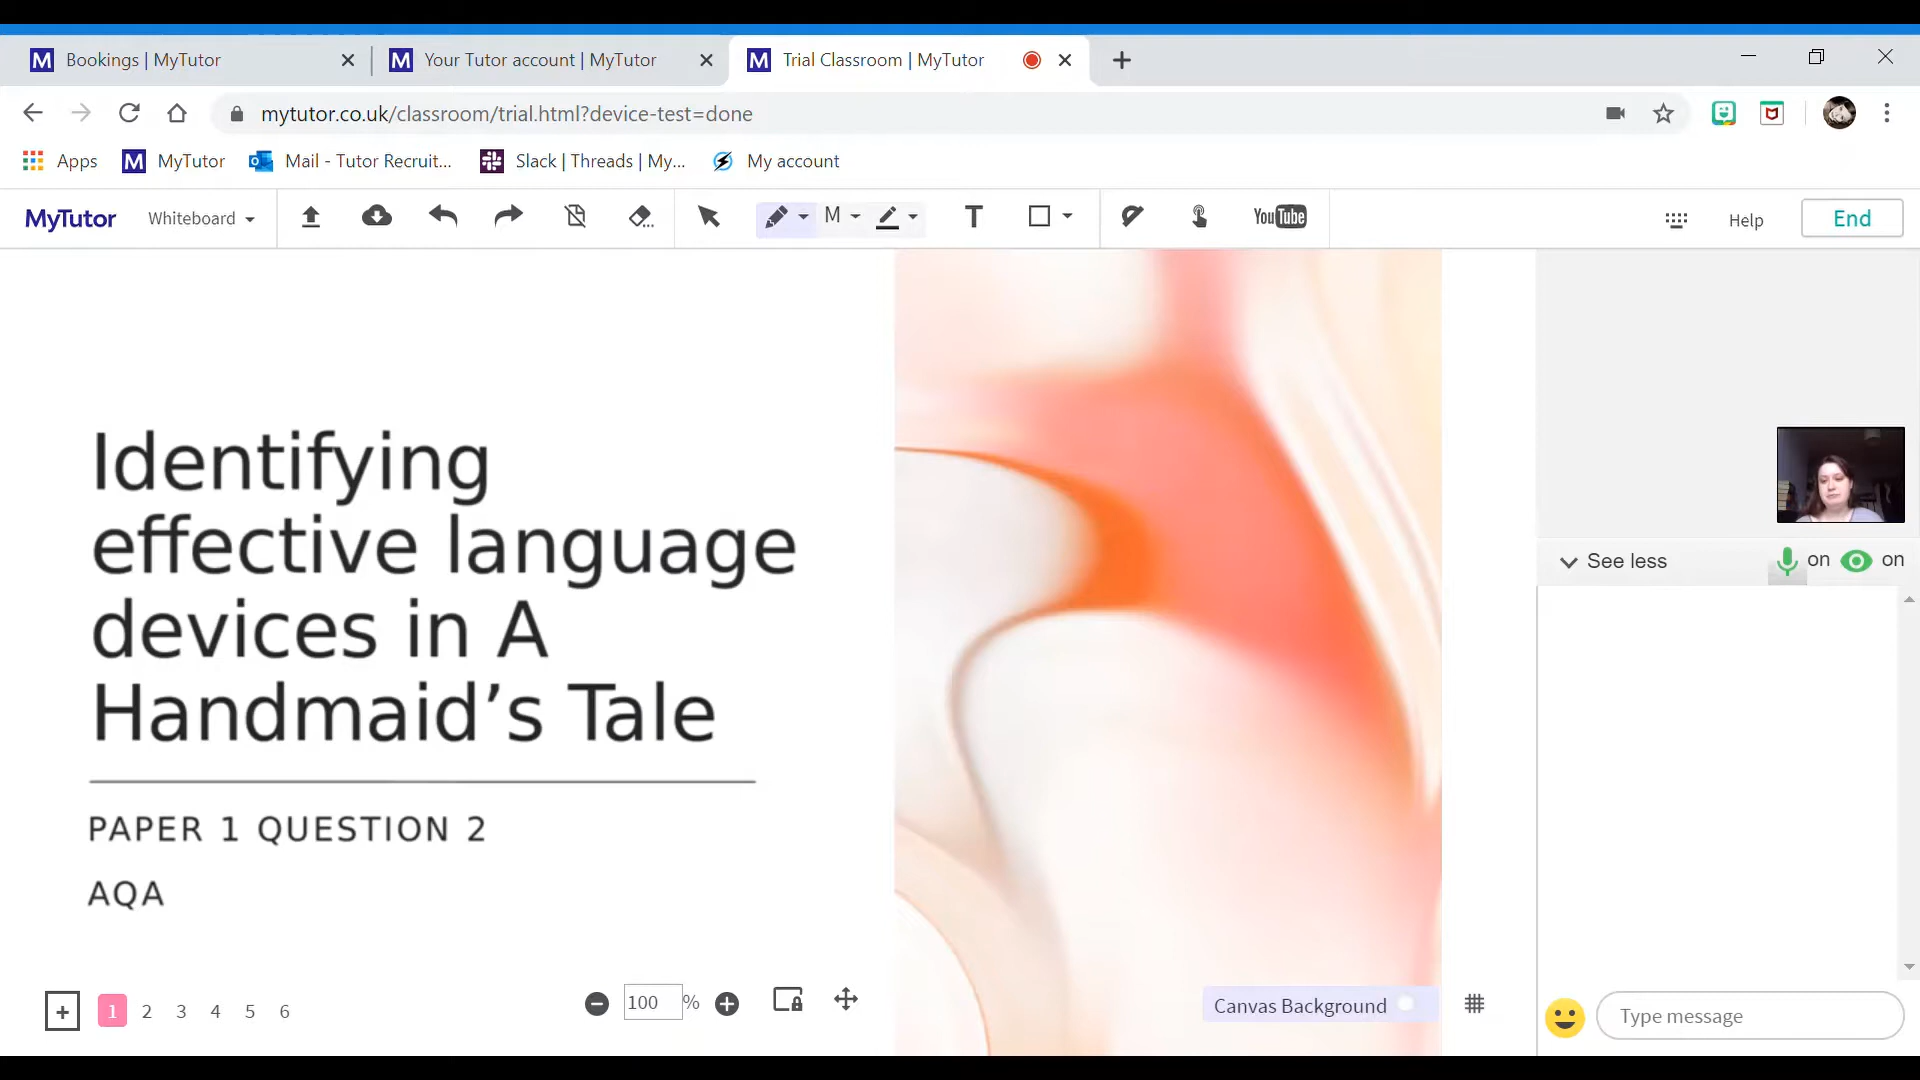 M Bookings | MyTutor
M Your Tutor account | MyTutor
M Trial Classroom | MyTutor
mytutor.co.uk/classroom/trial.html?device-test=done
Apps
M MyTutor
Mail - Tutor Recruit...
Slack | Threads | My...
My account
MyTutor
Whiteboard
M
T
YouTube
Help
End
Identifying
effective language
devices in A
Handmaid’s Tale
PAPER 1 QUESTION 2
AQA
See less
on
on
1 2 3 4 5 6
100 %
Canvas Background
Type message